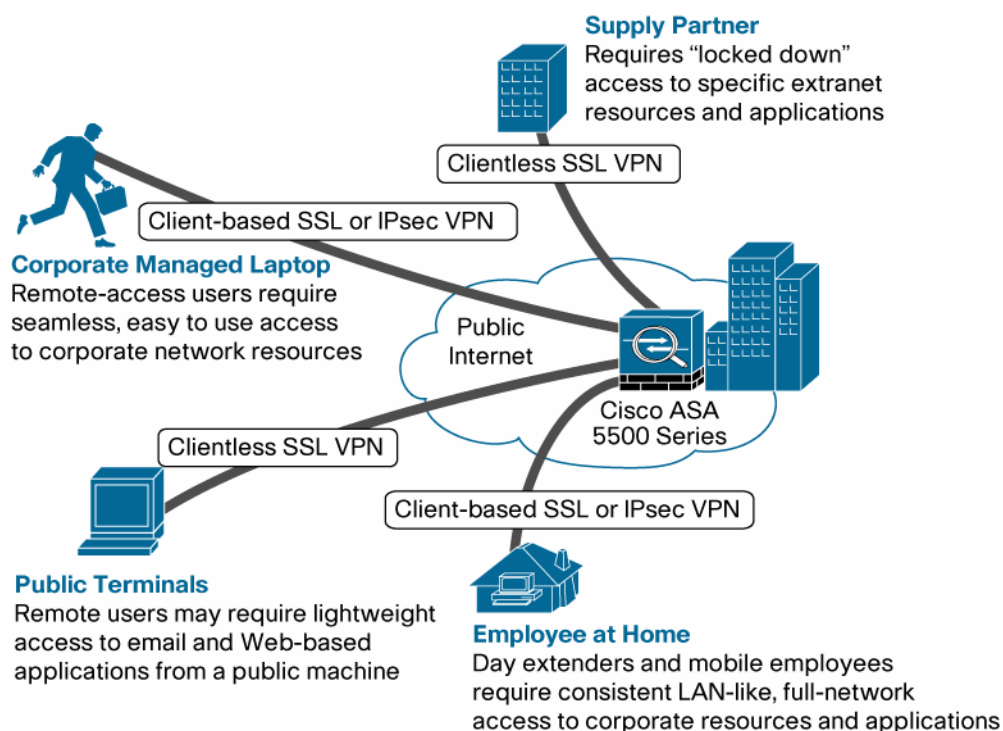 Supply Partner
Requires “locked down”
access to specific extranet
resources and applications
Clientless SSL VPN
Client-based SSL or IPsec VPN
Corporate Managed Laptop
Remote-access users require
seamless, easy to use access
to corporate network resources
Public
Internet
Cisco ASA
5500 Series
Clientless SSL VPN
Client-based SSL or IPsec VPN
Public Terminals
Remote users may require lightweight
access to email and Web-based
applications from a public machine
Employee at Home
Day extenders and mobile employees
require consistent LAN-like, full-network
access to corporate resources and applications